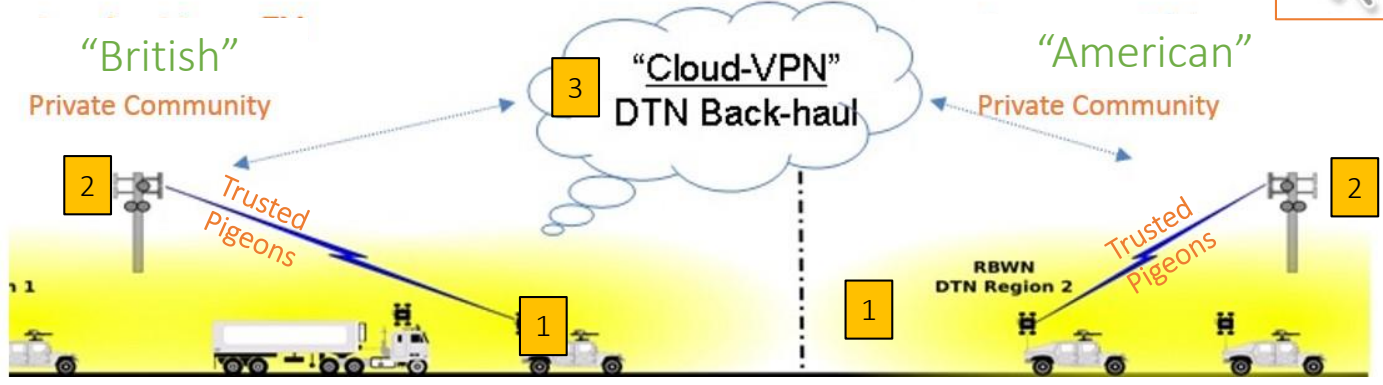 “British”
Private Community
“Cloud-VPN”
DTN Back-haul
3
“American”
Private Community
2
Trusted
Pigeons
1
1
RBWN
DTN Region 2
Trusted
Pigeons
2
1